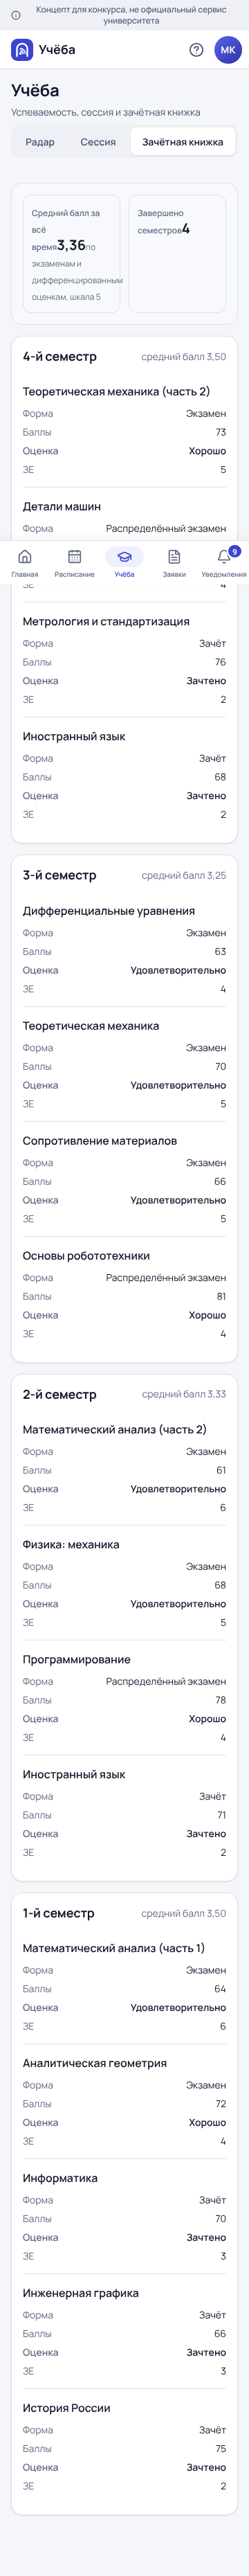 Концепт для конкурса, не официальный сервис
университета
Учёба
МК
Учёба
Успеваемость, сессия и зачётная книжка
Радар
Сессия
Зачётная книжка
Средний балл за
всё
время3,36по
экзаменам и
дифференцированным
оценкам, шкала 5
Завершено
семестров4
4-й семестр
средний балл 3,50
Теоретическая механика (часть 2)
Форма Экзамен
Баллы 73
Оценка Хорошо
ЗЕ 5
Детали машин
Форма Распределённый экзамен
Главная
Расписание
Учёба
Заявки
9
Уведомления
ЗЕ 4
Метрология и стандартизация
Форма Зачёт
Баллы 76
Оценка Зачтено
ЗЕ 2
Иностранный язык
Форма Зачёт
Баллы 68
Оценка Зачтено
ЗЕ 2
3-й семестр
средний балл 3,25
Дифференциальные уравнения
Форма Экзамен
Баллы 63
Оценка Удовлетворительно
ЗЕ 4
Теоретическая механика
Форма Экзамен
Баллы 70
Оценка Удовлетворительно
ЗЕ 5
Сопротивление материалов
Форма Экзамен
Баллы 66
Оценка Удовлетворительно
ЗЕ 5
Основы робототехники
Форма Распределённый экзамен
Баллы 81
Оценка Хорошо
ЗЕ 4
2-й семестр
средний балл 3,33
Математический анализ (часть 2)
Форма Экзамен
Баллы 61
Оценка Удовлетворительно
ЗЕ 6
Физика: механика
Форма Экзамен
Баллы 68
Оценка Удовлетворительно
ЗЕ 5
Программирование
Форма Распределённый экзамен
Баллы 78
Оценка Хорошо
ЗЕ 4
Иностранный язык
Форма Зачёт
Баллы 71
Оценка Зачтено
ЗЕ 2
1-й семестр
средний балл 3,50
Математический анализ (часть 1)
Форма Экзамен
Баллы 64
Оценка Удовлетворительно
ЗЕ 6
Аналитическая геометрия
Форма Экзамен
Баллы 72
Оценка Хорошо
ЗЕ 4
Информатика
Форма Зачёт
Баллы 70
Оценка Зачтено
ЗЕ 3
Инженерная графика
Форма Зачёт
Баллы 66
Оценка Зачтено
ЗЕ 3
История России
Форма Зачёт
Баллы 75
Оценка Зачтено
ЗЕ 2